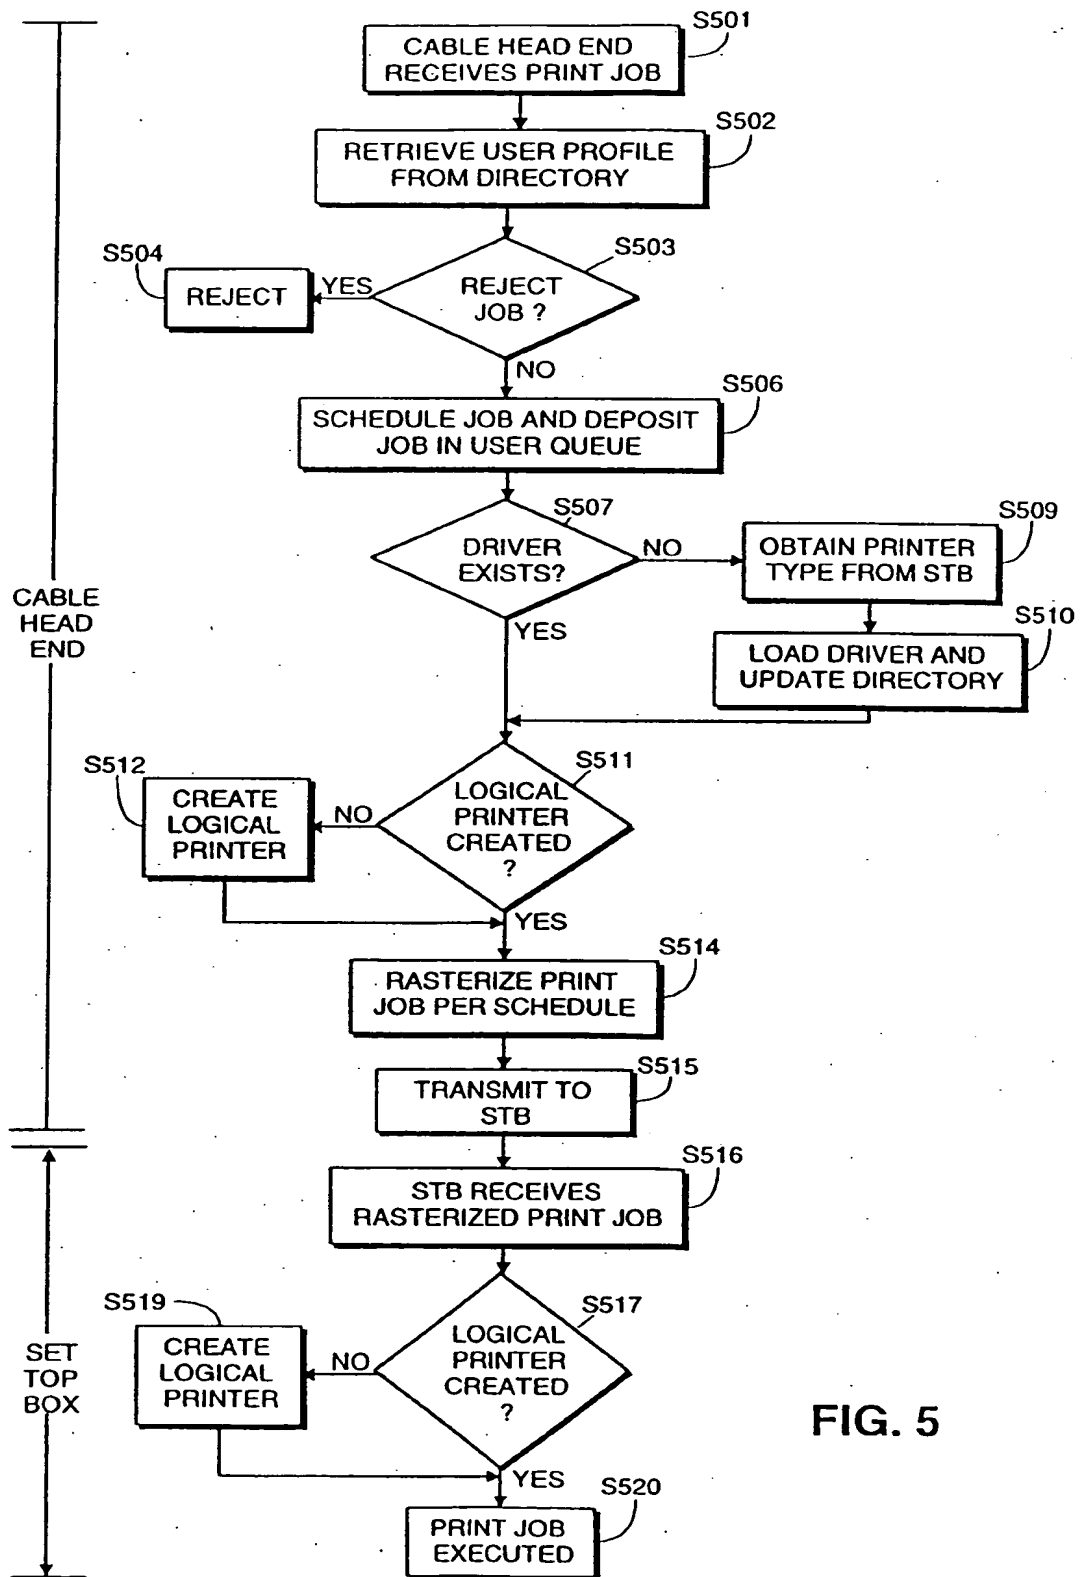 S501
CABLE HEAD END
RECEIVES PRINT JOB
S502
RETRIEVE USER PROFILE
FROM DIRECTORY
S503
REJECT
JOB ?
S504
REJECT
YES
NO
S506
SCHEDULE JOB AND DEPOSIT
JOB IN USER QUEUE
S507
DRIVER
EXISTS?
NO
S509
OBTAIN PRINTER
TYPE FROM STB
YES
S510
LOAD DRIVER AND
UPDATE DIRECTORY
CABLE
HEAD
END
S511
LOGICAL
PRINTER
CREATED
?
S512
CREATE
LOGICAL
PRINTER
NO
YES
S514
RASTERIZE PRINT
JOB PER SCHEDULE
S515
TRANSMIT TO
STB
S516
STB RECEIVES
RASTERIZED PRINT JOB
S517
LOGICAL
PRINTER
CREATED
?
S519
CREATE
LOGICAL
PRINTER
NO
SET
TOP
BOX
YES
S520
PRINT JOB
EXECUTED
FIG. 5